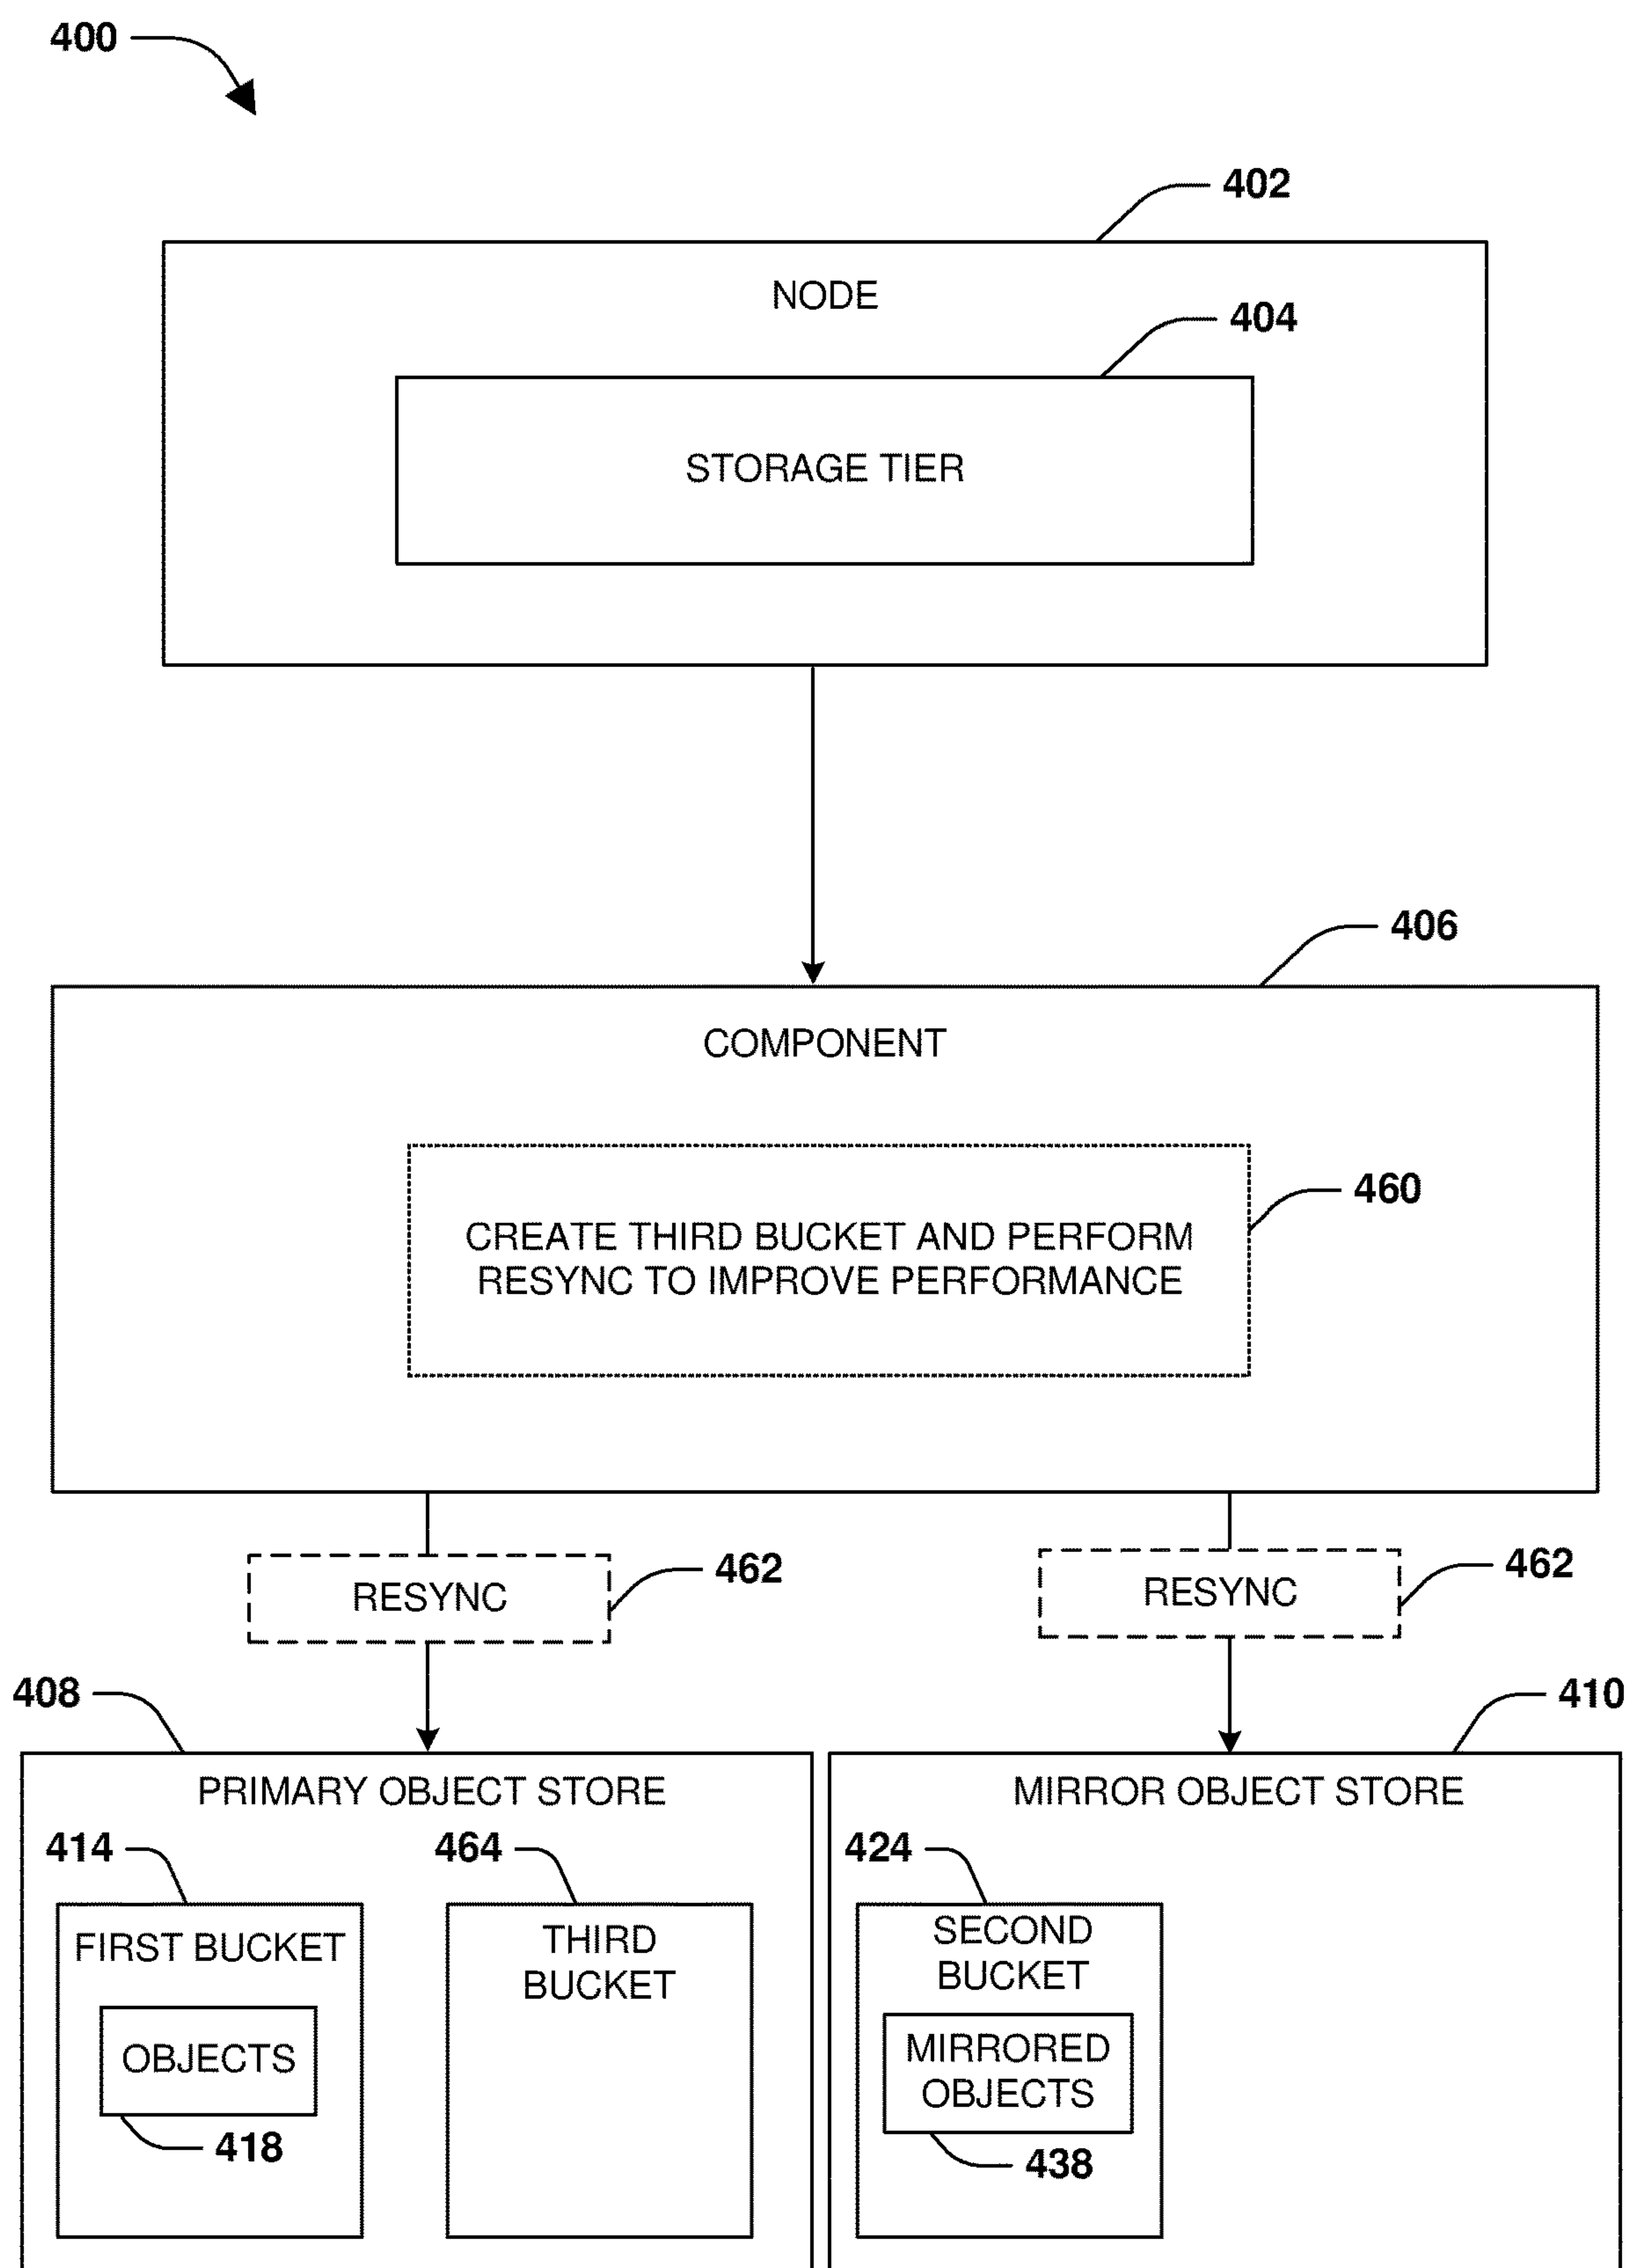 400
402
NODE
404
STORAGE TIER
406
COMPONENT
460
CREATE THIRD BUCKET AND PERFORM
RESYNC TO IMPROVE PERFORMANCE
RESYNC
462
RESYNC
462
408
410
PRIMARY OBJECT STORE
MIRROR OBJECT STORE
414
464
424
FIRST BUCKET
THIRD
BUCKET
SECOND
BUCKET
OBJECTS
MIRRORED
OBJECTS
418
438